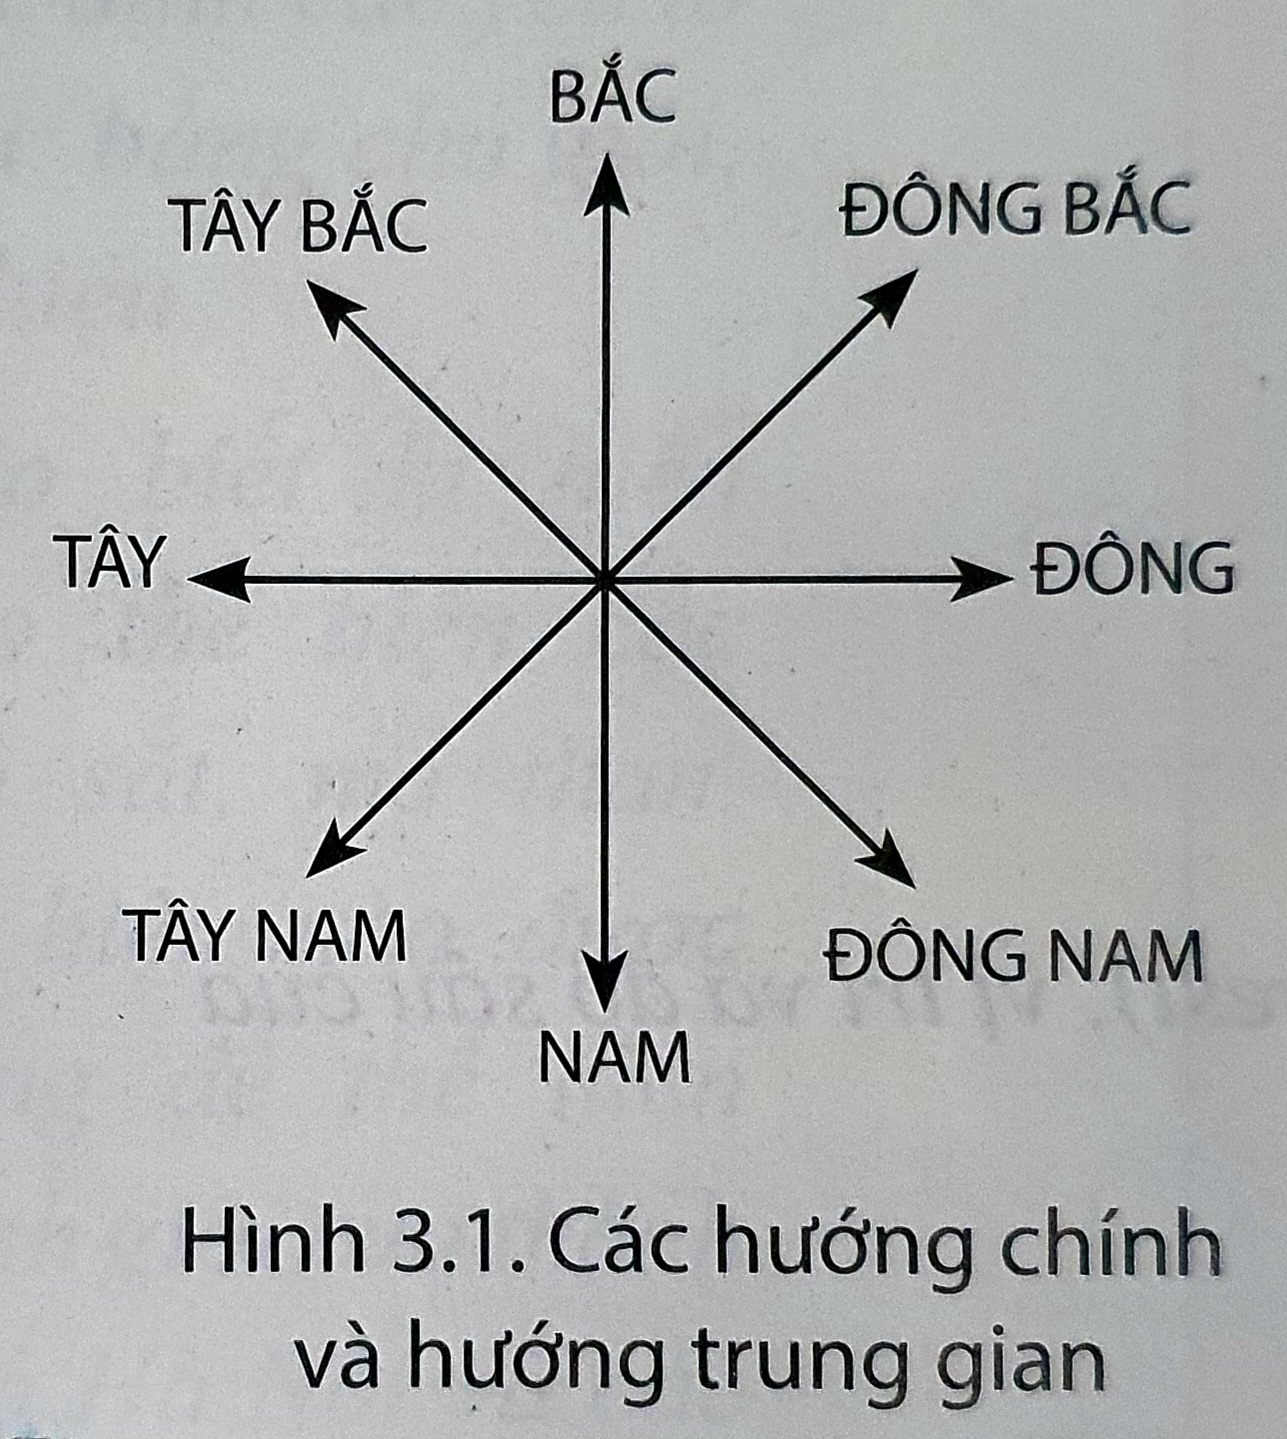 BẮC
TÂY BẮC
ĐÔNG BẮC
TÂY
ĐÔNG
TÂY NAM
ĐÔNG NAM
NAM
Hình 3.1. Các hướng chính
và hướng trung gian